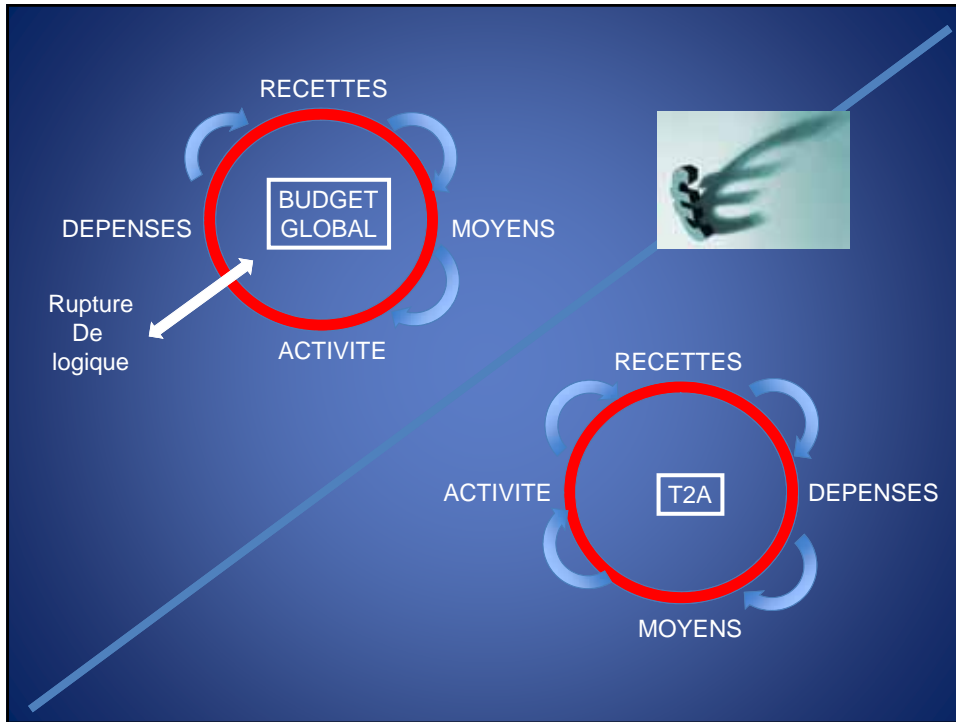 RECETTES
BUDGET
GLOBAL
DEPENSES
MOYENS
Rupture
De
logique
ACTIVITE
RECETTES
ACTIVITE
T2A
DEPENSES
MOYENS